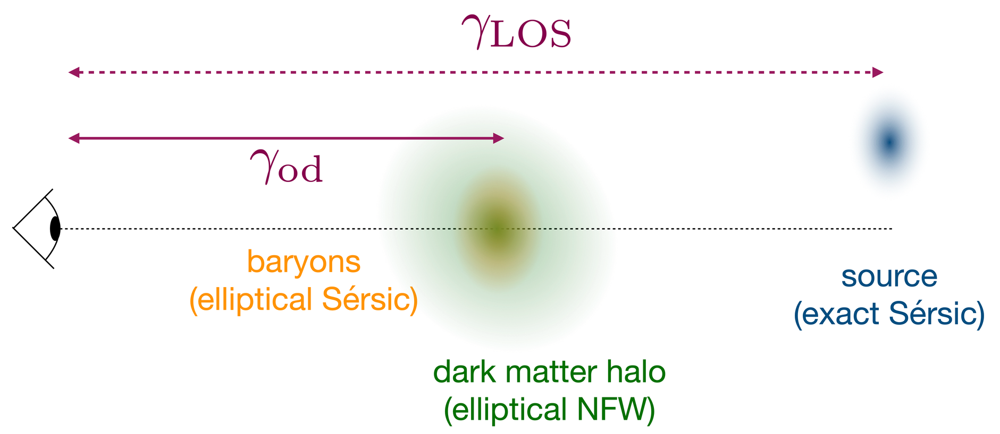 γLOS
γod
baryons
(elliptical Sérsic)
source
(exact Sérsic)
dark matter halo
(elliptical NFW)